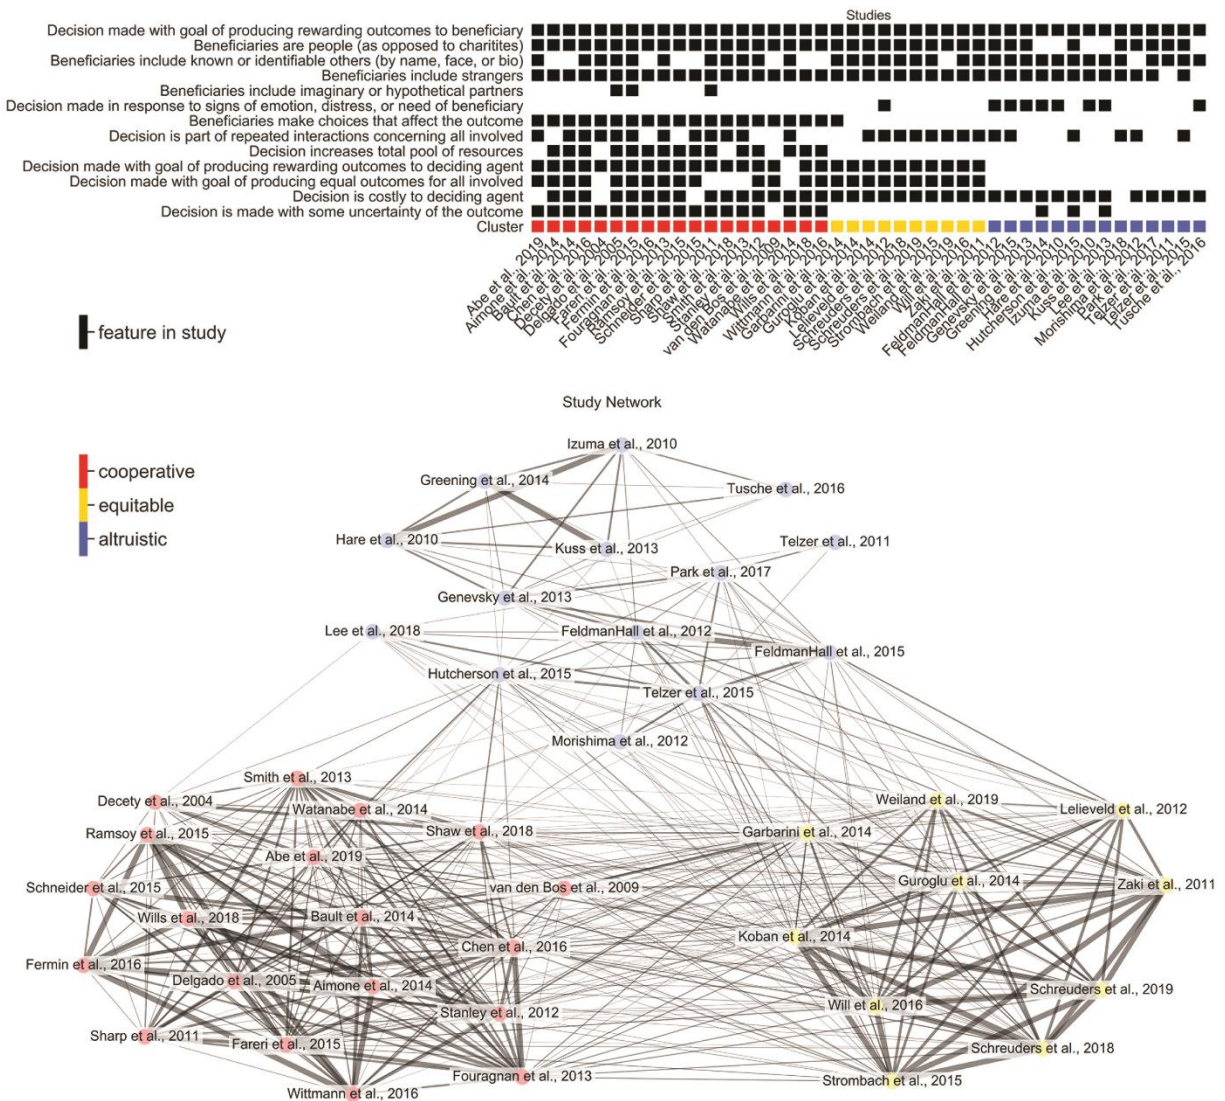 Studies
Decision made with goal of producing rewarding outcomes to beneficiary
Beneficiaries are people (as opposed to charitites)
Beneficiaries include known or identifiable others (by name, face, or bio)
Beneficiaries include strangers
Beneficiaries include imaginary or hypothetical partners
Decision made in response to signs of emotion, distress, or need of beneficiary
Beneficiaries make choices that affect the outcome
Decision is part of repeated interactions concerning all involved
Decision increases total pool of resources
Decision made with goal of producing rewarding outcomes to deciding agent
Decision made with goal of producing equal outcomes for all involved
Decision is costly to deciding agent
Decision is made with some uncertainty of the outcome
Cluster
Abe et al., 2019
Aimone et al., 2014
Bault et al., 2014
Chen et al., 2016
Decety et al., 2004
Delgado et al., 2005
Fareri et al., 2015
Fermin et al., 2016
Fouragnan et al., 2013
Ramsoy et al., 2015
Schneider et al., 2015
Sharp et al., 2011
Shaw et al., 2018
Smith et al., 2013
Stanley et al., 2012
van den Bos et al., 2009
Watanabe et al., 2014
Wills et al., 2018
Wittmann et al., 2016
Garbarini et al., 2014
Guroglu et al., 2014
Koban et al., 2014
Lelieveld et al., 2012
Schreuders et al., 2018
Schreuders et al., 2019
Strombach et al., 2015
Weiland et al., 2019
Will et al., 2016
Zaki et al., 2011
FeldmanHall et al., 2012
FeldmanHall et al., 2015
Genevsky et al., 2013
Greening et al., 2014
Hare et al., 2010
Hutcherson et al., 2015
Izuma et al., 2010
Kuss et al., 2013
Lee et al., 2018
Morishima et al., 2012
Park et al., 2017
Telzer et al., 2011
Telzer et al., 2015
Tusche et al., 2016
feature in study
Study Network
cooperative
equitable
altruistic
Izuma et al., 2010
Greening et al., 2014
Tusche et al., 2016
Hare et al., 2010
Kuss et al., 2013
Telzer et al., 2011
Park et al., 2017
Genevsky et al., 2013
Lee et al., 2018
FeldmanHall et al., 2012
FeldmanHall et al., 2015
Hutcherson et al., 2015
Telzer et al., 2015
Morishima et al., 2012
Smith et al., 2013
Decety et al., 2004
Watanabe et al., 2014
Weiland et al., 2019
Lelieveld et al., 2012
Ramsoy et al., 2015
Shaw et al., 2018
Garbarini et al., 2014
Abe et al., 2019
Schneider et al., 2015
van den Bos et al., 2009
Guroglu et al., 2014
Zaki et al., 2011
Wills et al., 2018
Bault et al., 2014
Koban et al., 2014
Chen et al., 2016
Fermin et al., 2016
Delgado et al., 2005
Aimone et al., 2014
Schreuders et al., 2019
Stanley et al., 2012
Will et al., 2016
Sharp et al., 2011
Fareri et al., 2015
Schreuders et al., 2018
Fouragnan et al., 2013
Strombach et al., 2015
Wittmann et al., 2016